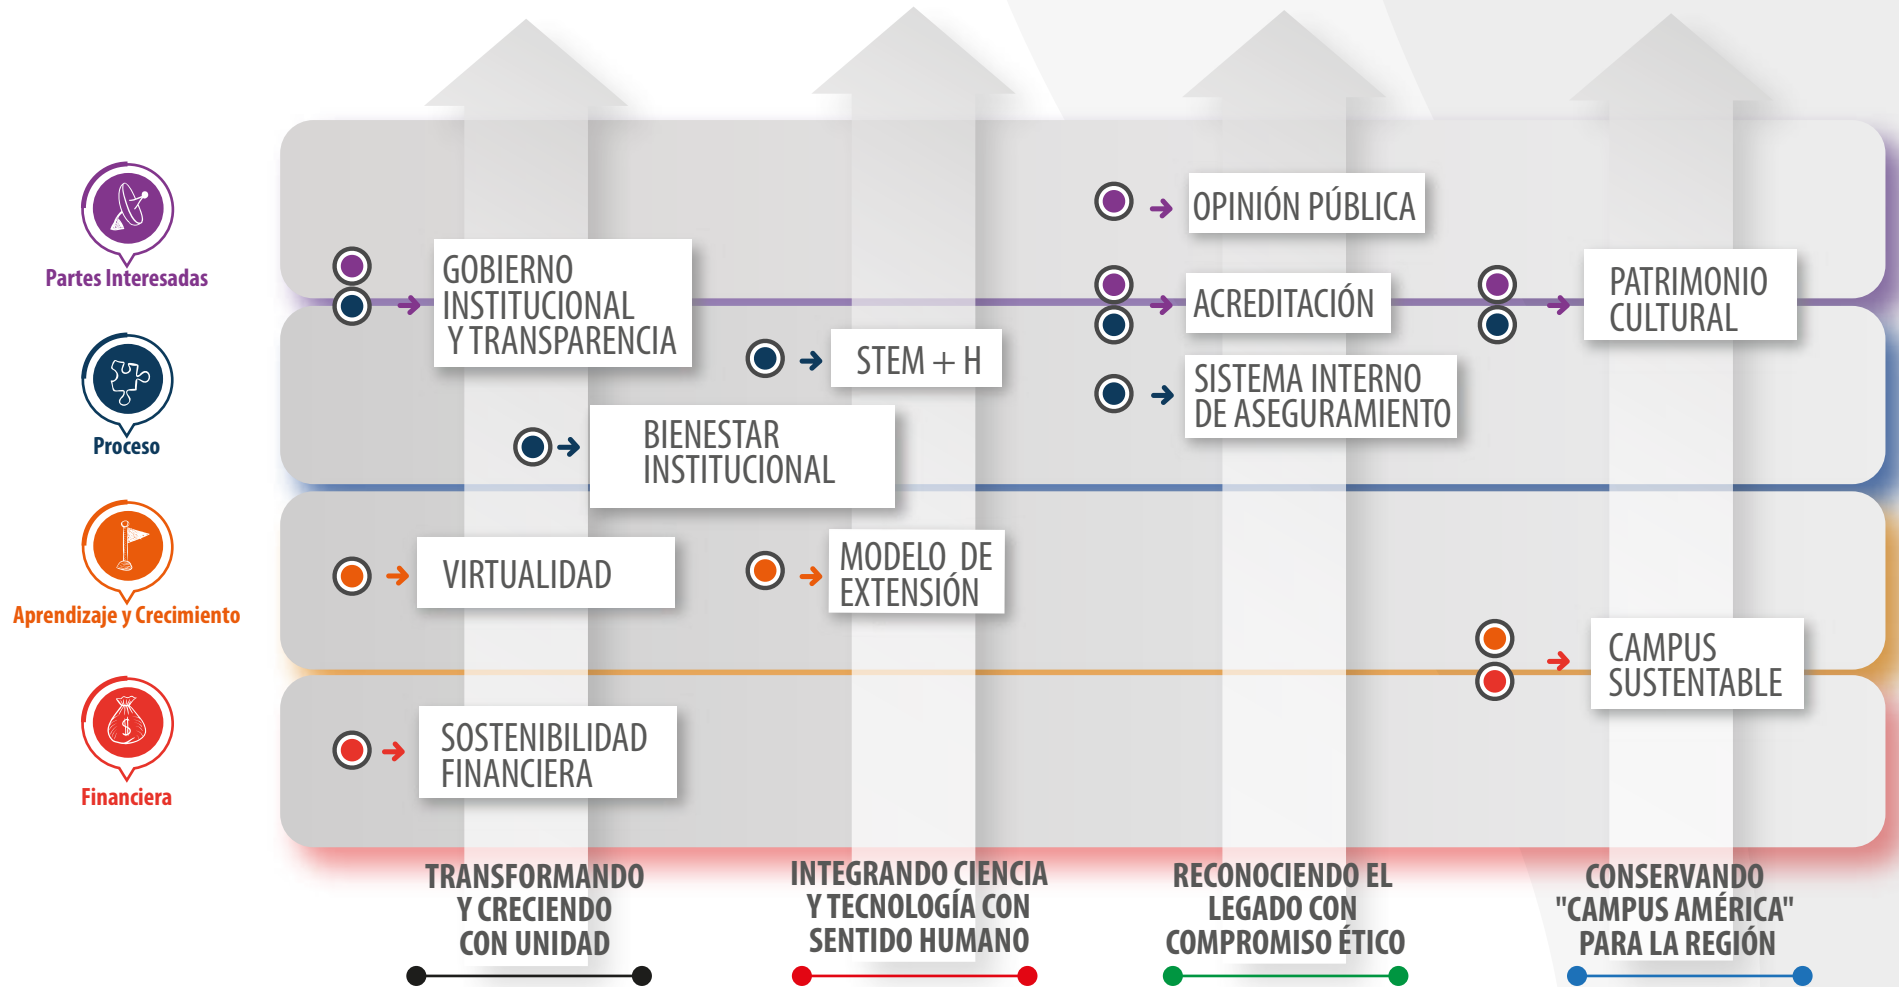 Partes Interesadas
Proceso
Aprendizaje y Crecimiento
Financiera
GOBIERNO
INSTITUCIONAL
Y TRANSPARENCIA
BIENESTAR
INSTITUCIONAL
VIRTUALIDAD
SOSTENIBILIDAD
FINANCIERA
STEM + H
MODELO DE
EXTENSIÓN
OPINIÓN PÚBLICA
ACREDITACIÓN
SISTEMA INTERNO
DE ASEGURAMIENTO
PATRIMONIO
CULTURAL
CAMPUS
SUSTENTABLE
TRANSFORMANDO
Y CRECIENDO
CON UNIDAD
INTEGRANDO CIENCIA
Y TECNOLOGÍA CON
SENTIDO HUMANO
RECONOCIENDO EL
LEGADO CON
COMPROMISO ÉTICO
CONSERVANDO
"CAMPUS AMÉRICA"
PARA LA REGIÓN